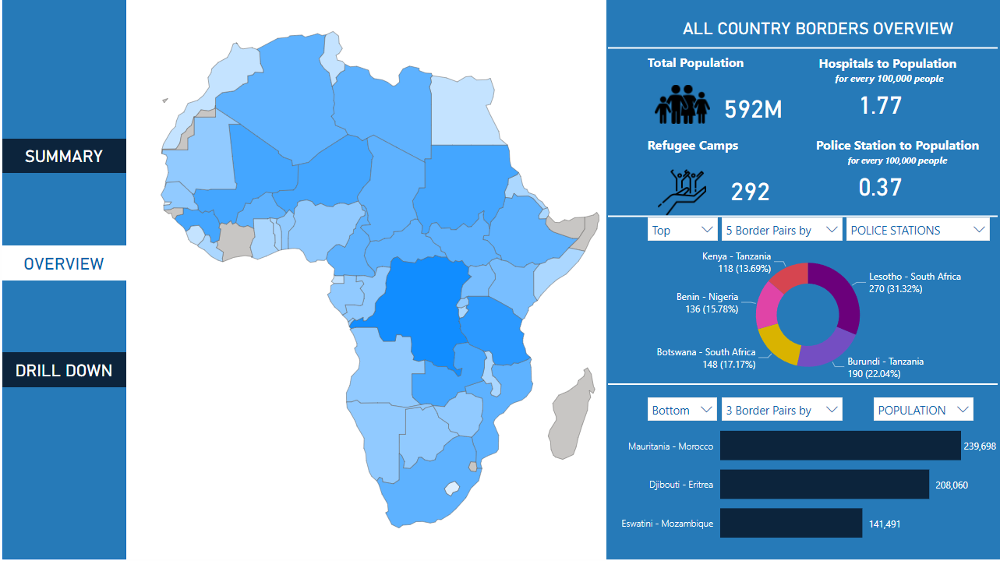 SUMMARY
OVERVIEW
DRILL DOWN
ALL COUNTRY BORDERS OVERVIEW
Total Population
592M
Hospitals to Population
for every 100,000 people
1.77
Refugee Camps
292
Police Station to Population
for every 100,000 people
0.37
Top
5 Border Pairs by
POLICE STATIONS
Kenya - Tanzania
118 (13.69%)
Lesotho - South Africa
270 (31.32%)
Benin - Nigeria
136 (15.78%)
Botswana - South Africa
148 (17.17%)
Burundi - Tanzania
190 (22.04%)
Bottom
3 Border Pairs by
POPULATION
Mauritania - Morocco
239,698
Djibouti - Eritrea
208,060
Eswatini - Mozambique
141,491